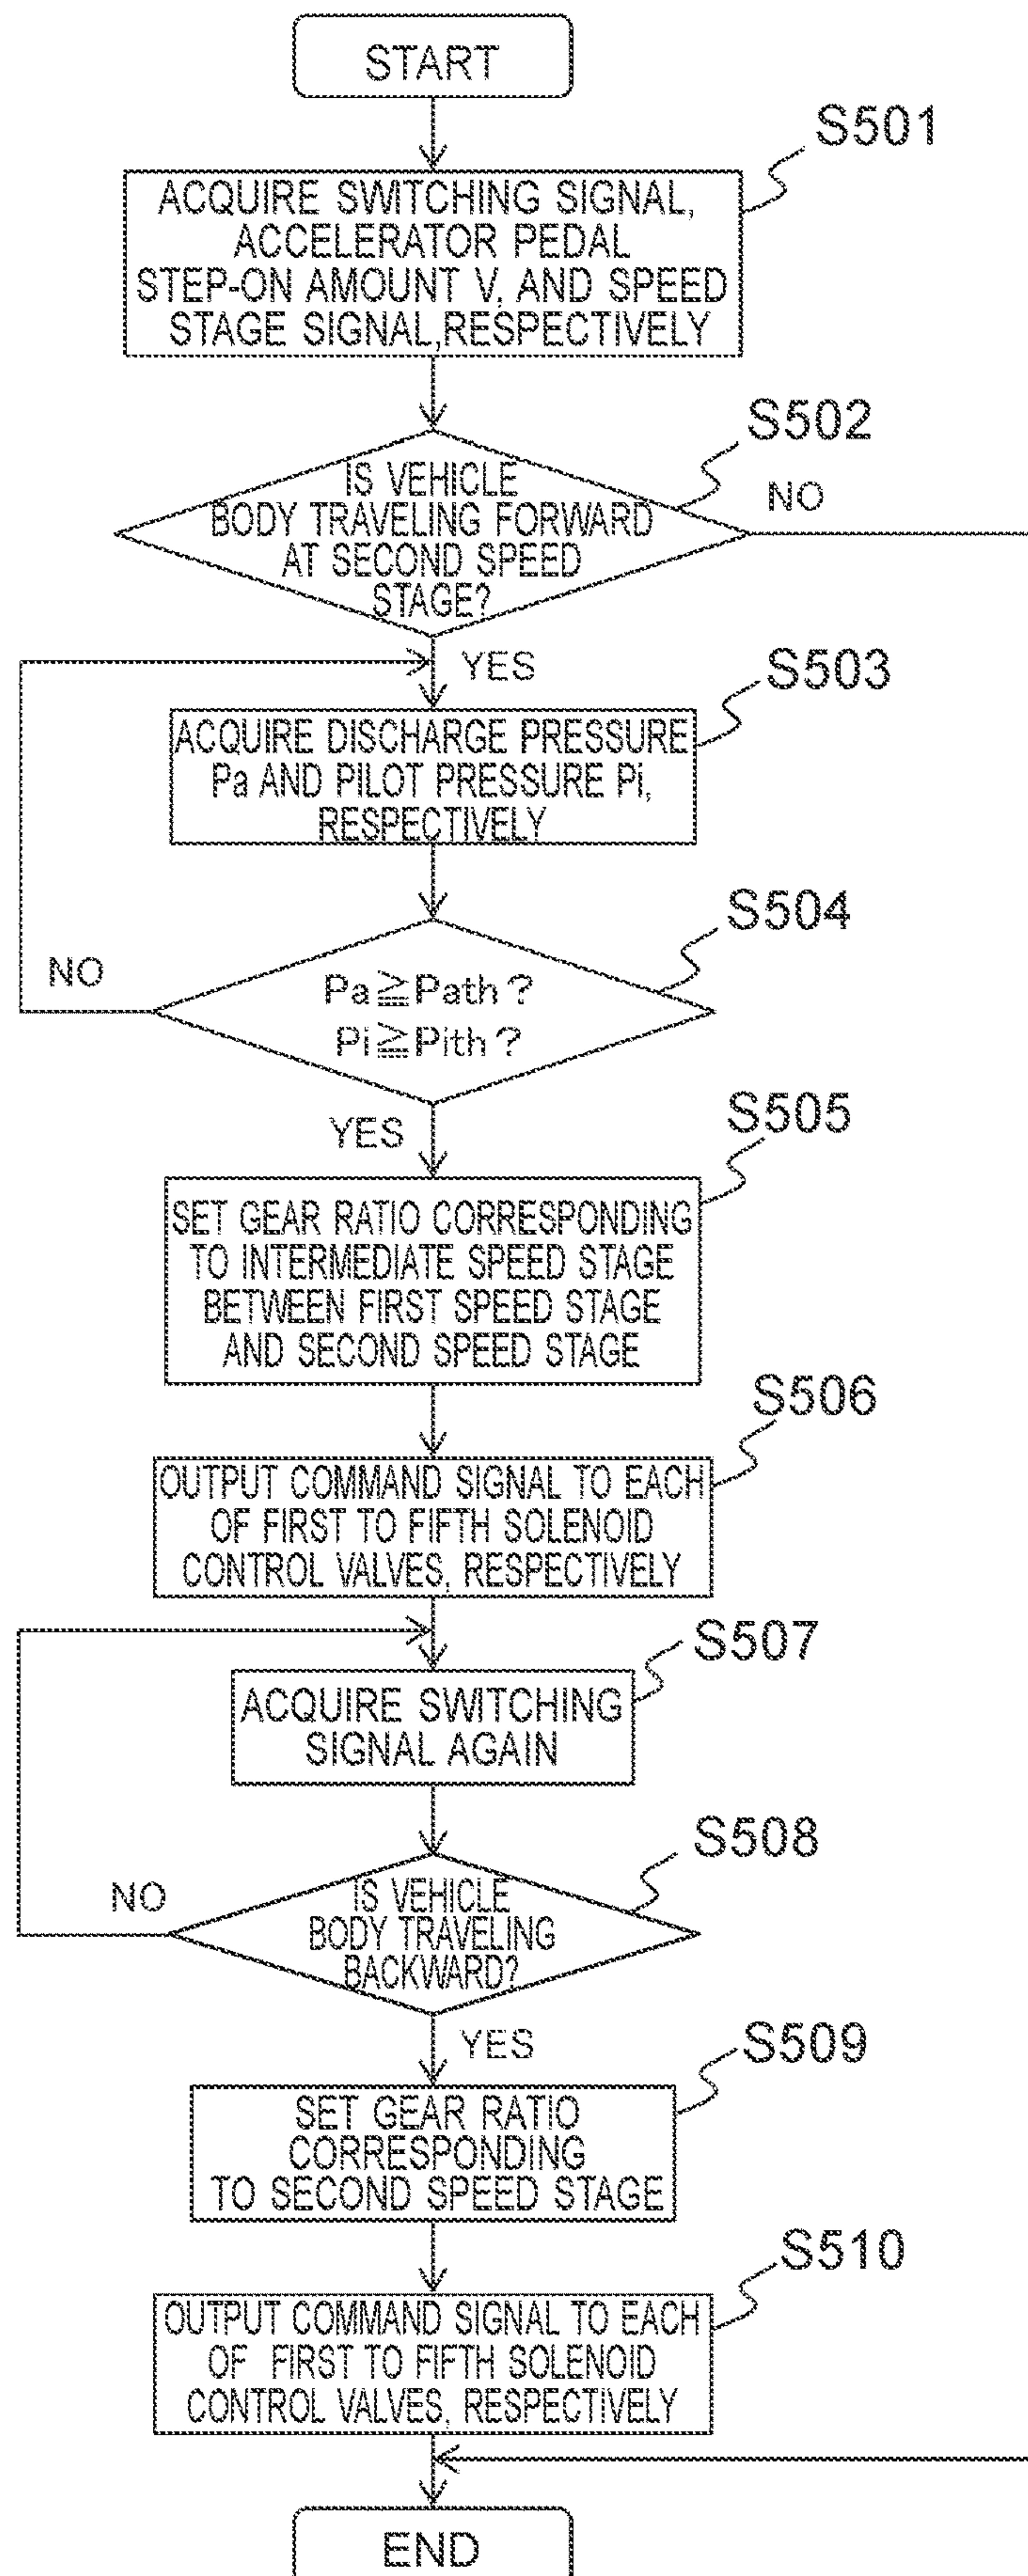 START
S501
ACQUIRE SWITCHING SIGNAL,
ACCELERATOR PEDAL
STEP-ON AMOUNT V, AND SPEED
STAGE SIGNAL,RESPECTIVELY
S502
IS VEHICLE
BODY TRAVELING FORWARD
AT SECOND SPEED
STAGE?
NO
YES
S503
ACQUIRE DISCHARGE PRESSURE
Pa AND PILOT PRESSURE Pi,
RESPECTIVELY
S504
NO
Pa≧Path?
Pi≧Pith?
YES
S505
SET GEAR RATIO CORRESPONDING
TO INTERMEDIATE SPEED STAGE
BETWEEN FIRST SPEED STAGE
AND SECOND SPEED STAGE
S506
OUTPUT COMMAND SIGNAL TO EACH
OF FIRST TO FIFTH SOLENOID
CONTROL VALVES, RESPECTIVELY
S507
ACQUIRE SWITCHING
SIGNAL AGAIN
S508
NO
IS VEHICLE
BODY TRAVELING
BACKWARD?
YES
S509
SET GEAR RATIO
CORRESPONDING
TO SECOND SPEED STAGE
S510
OUTPUT COMMAND SIGNAL TO EACH
OF FIRST TO FIFTH SOLENOID
CONTROL VALVES, RESPECTIVELY
END